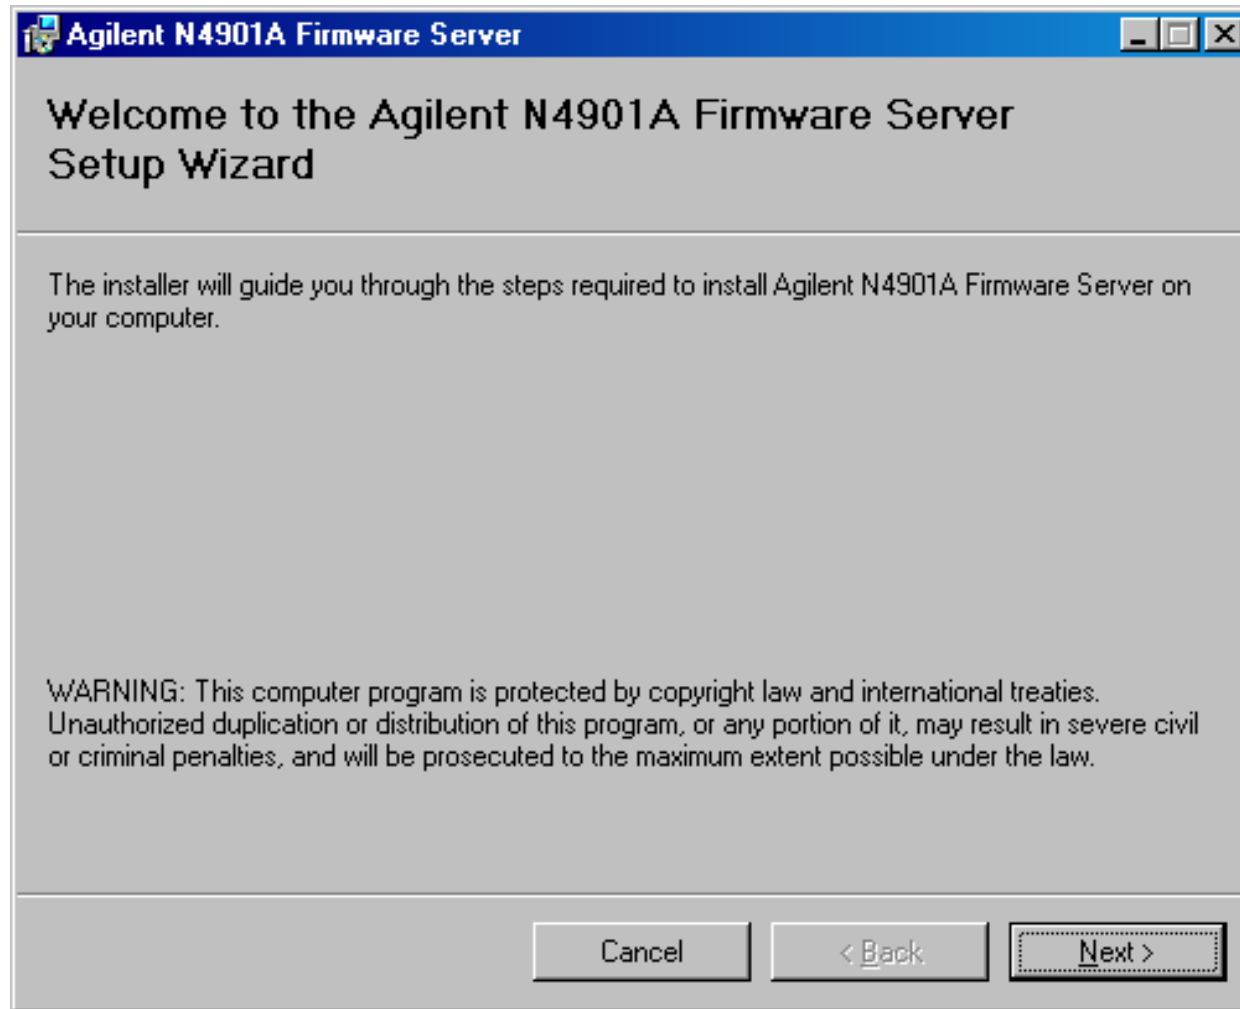 Agilent N4901A Firmware Server
Welcome to the Agilent N4901A Firmware Server
Setup Wizard
The installer will guide you through the steps required to install Agilent N4901A Firmware Server on
your computer.
WARNING: This computer program is protected by copyright law and international treaties.
Unauthorized duplication or distribution of this program, or any portion of it, may result in severe civil
or criminal penalties, and will be prosecuted to the maximum extent possible under the law.
Cancel < Back Next >